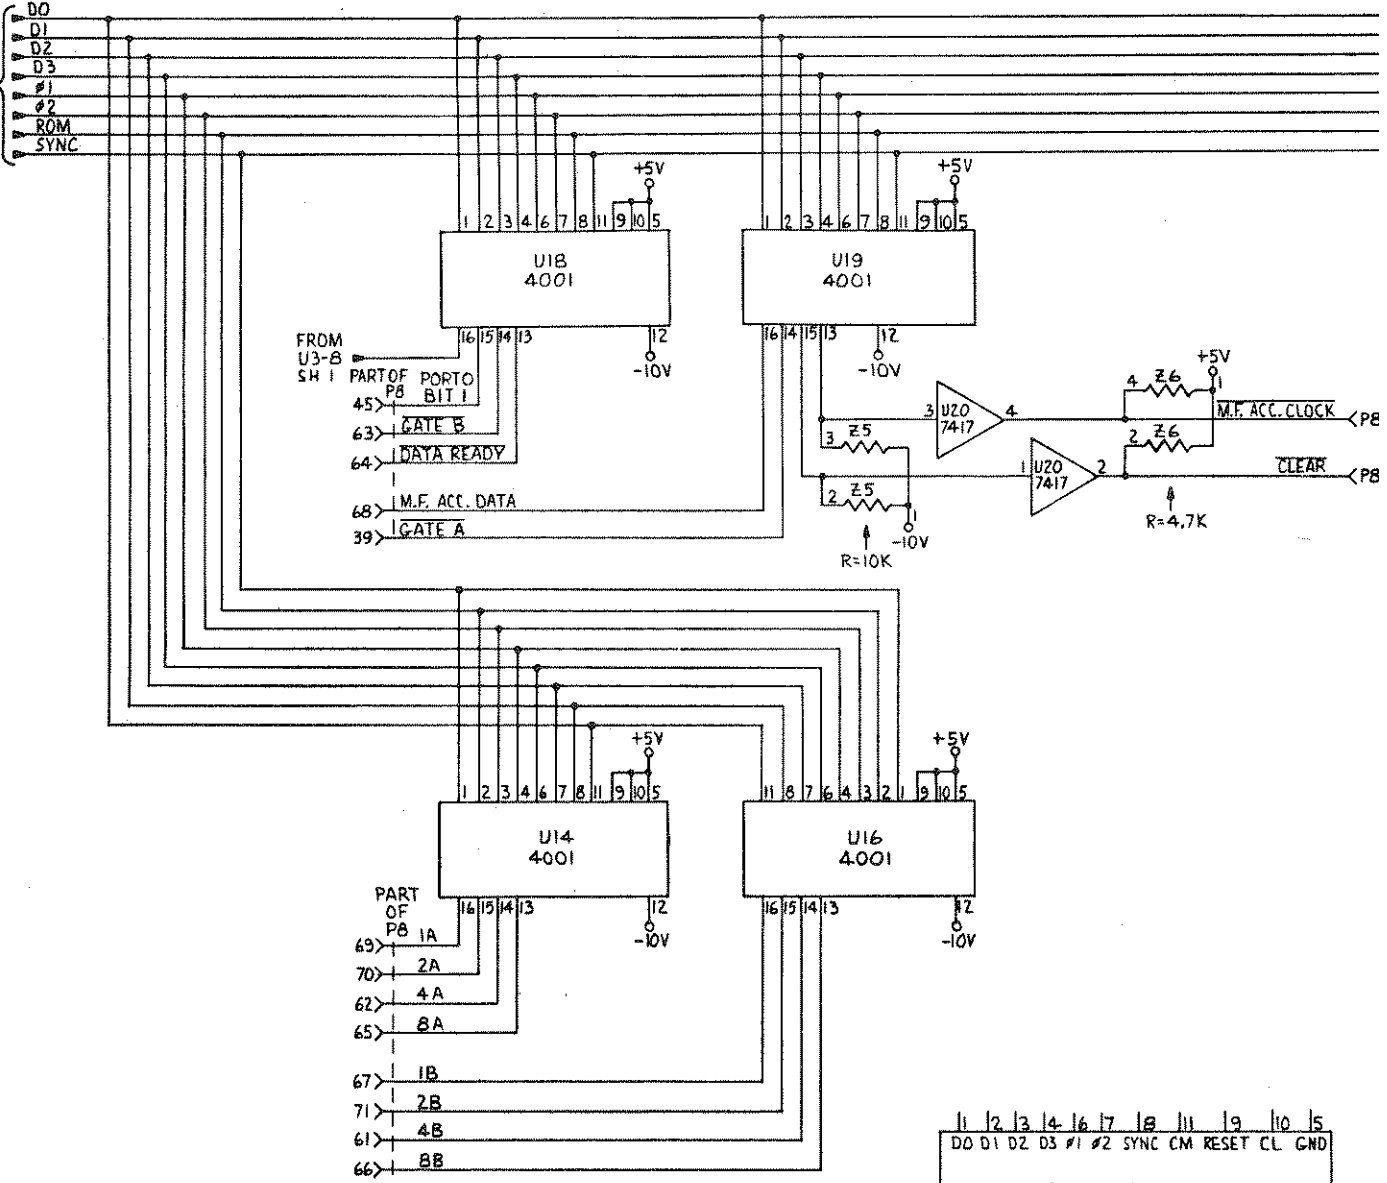 D0
D1
D2
D3
φ1
φ2
ROM
SYNC
+5V
+5V
1 2 3 4 6 7 8 11 9 10 5
1 2 3 4 6 7 8 11 9 10 5
U18
4001
U19
4001
16 15 14 13 12
16 14 15 13 12
-10V
-10V
FROM
U3-8
SH 1
PART OF
P8
PORT 0
BIT 1
45
63 GATE B
64 DATA READY
68 M.F. ACC. DATA
39 GATE A
3 U20 4
7417
1 U20 2
7417
3 Z5
2 Z5
1
-10V
R=10K
+5V
4 Z6 1
2 Z6
M.F. ACC. CLOCK P8
CLEAR P8
R=4.7K
+5V
+5V
1 2 3 4 6 7 8 11 9 10 5
11 8 7 6 4 3 2 1 9 10 5
U14
4001
U16
4001
16 15 14 13 12
16 15 14 13 12
-10V
-10V
PART
OF
P8
69 1A
70 2A
62 4A
65 8A
67 1B
71 2B
61 4B
66 8B
1 2 3 4 6 7 8 11 9 10 5
D0 D1 D2 D3 φ1 φ2 SYNC CM RESET CL GND